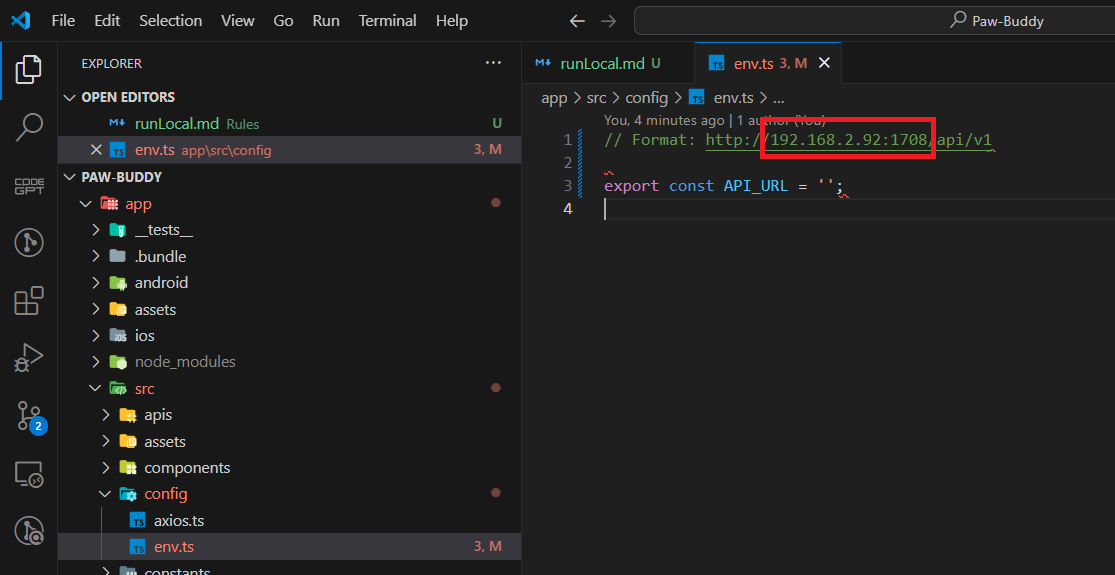 File Edit Selection View Go Run Terminal Help
Paw-Buddy
EXPLORER
OPEN EDITORS
runLocal.md Rules U
env.ts app\src\config 3, M
PAW-BUDDY
app
__tests__
.bundle
android
assets
ios
node_modules
src
apis
assets
components
config
axios.ts
env.ts 3, M
constants
CODE
GPT
2
runLocal.md U
env.ts 3, M
app > src > config > TS env.ts > ...
You, 4 minutes ago | 1 author (You)
1 // Format: http://192.168.2.92:1708/api/v1
2
3 export const API_URL = '';
4